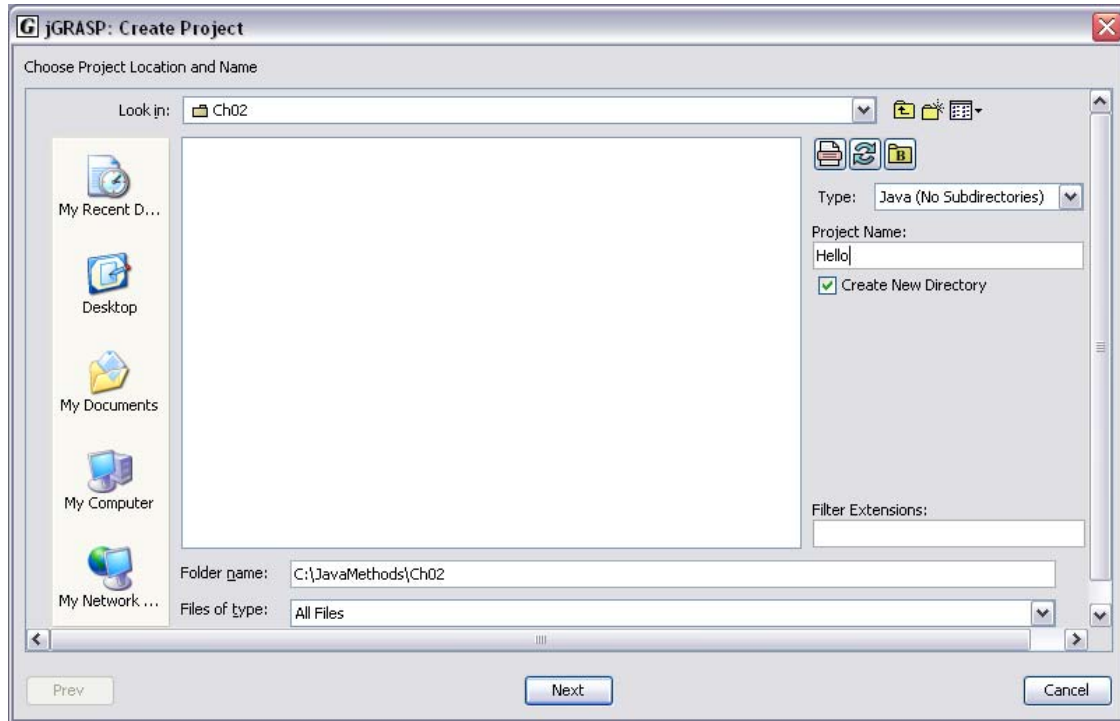 G jGRASP: Create Project
Choose Project Location and Name
Look in: Ch02
My Recent D...
Desktop
My Documents
My Computer
My Network ...
B
Type: Java (No Subdirectories)
Project Name:
Hello
Create New Directory
Filter Extensions:
Folder name: C:\JavaMethods\Ch02
Files of type: All Files
Prev
Next
Cancel